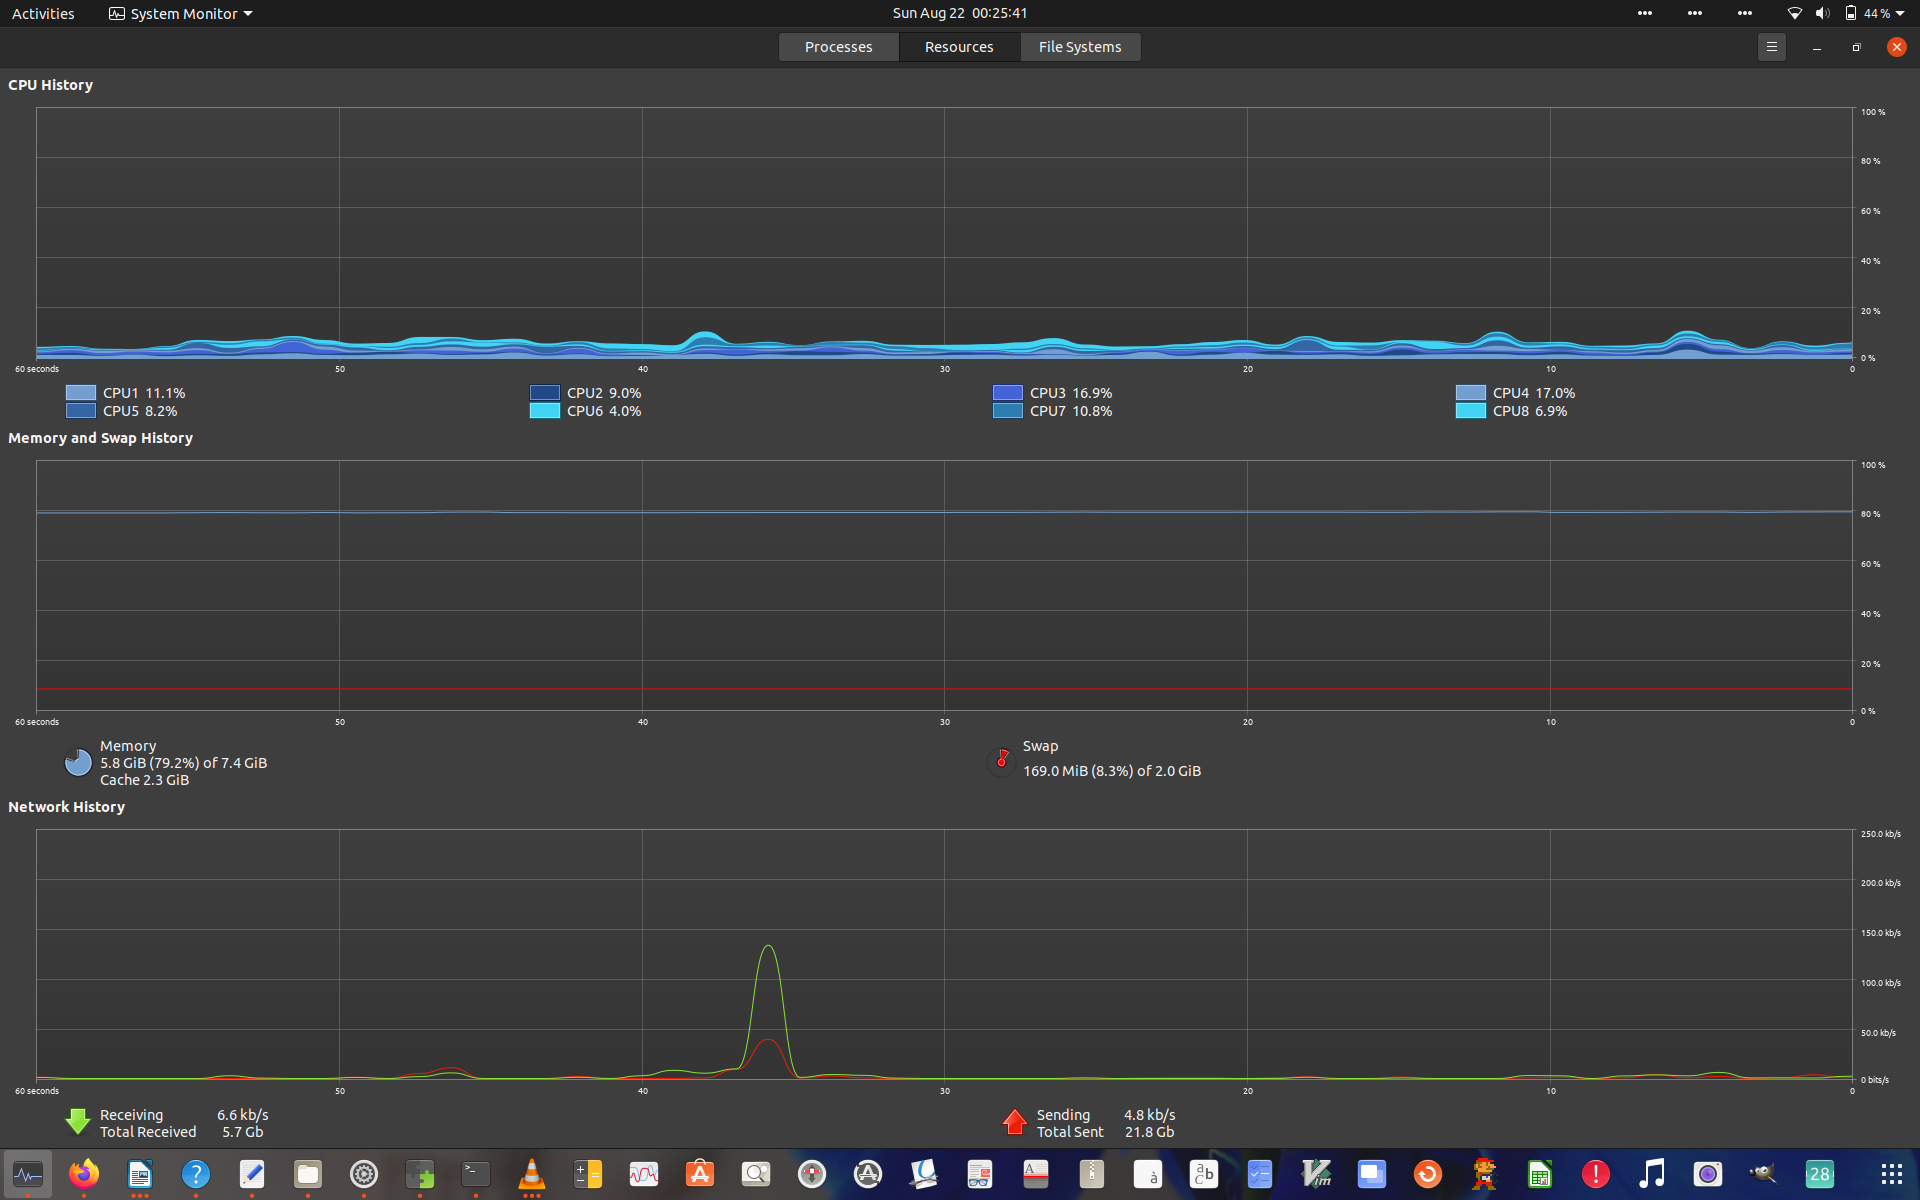 Activities System Monitor Sun Aug 22 00:25:41 44 %
Processes Resources File Systems
CPU History
100 %
80 %
60 %
40 %
20 %
0 %
60 seconds 50 40 30 20 10 0
CPU1 11.1% CPU2 9.0% CPU3 16.9% CPU4 17.0%
CPU5 8.2% CPU6 4.0% CPU7 10.8% CPU8 6.9%
Memory and Swap History
100 %
80 %
60 %
40 %
20 %
0 %
60 seconds 50 40 30 20 10 0
Memory
5.8 GiB (79.2%) of 7.4 GiB
Cache 2.3 GiB
Swap
169.0 MiB (8.3%) of 2.0 GiB
Network History
250.0 kb/s
200.0 kb/s
150.0 kb/s
100.0 kb/s
50.0 kb/s
0 bits/s
60 seconds 50 40 30 20 10 0
Receiving 6.6 kb/s Sending 4.8 kb/s
Total Received 5.7 Gb Total Sent 21.8 Gb
28